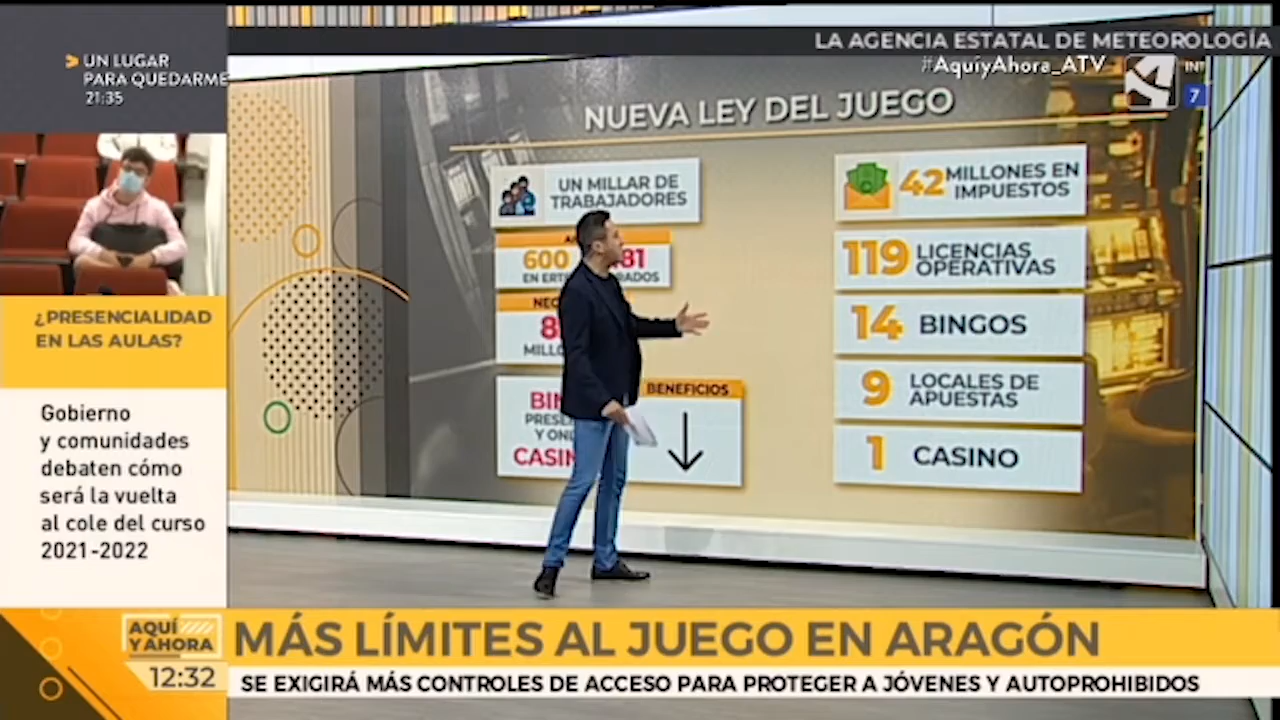 UN LUGAR
PARA QUEDARME
21:35
¿PRESENCIALIDAD
EN LAS AULAS?
Gobierno
y comunidades
debaten cómo
será la vuelta
al cole del curso
2021-2022
LA AGENCIA ESTATAL DE METEOROLOGÍA
#AquíyAhora_ATV
7
NUEVA LEY DEL JUEGO
UN MILLAR DE
TRABAJADORES
600
EN ERTE
BENEFICIOS
42 MILLONES EN
IMPUESTOS
119 LICENCIAS
OPERATIVAS
14 BINGOS
9 LOCALES DE
APUESTAS
1 CASINO
AQUÍ
Y AHORA
12:32
MÁS LÍMITES AL JUEGO EN ARAGÓN
SE EXIGIRÁ MÁS CONTROLES DE ACCESO PARA PROTEGER A JÓVENES Y AUTOPROHIBIDOS